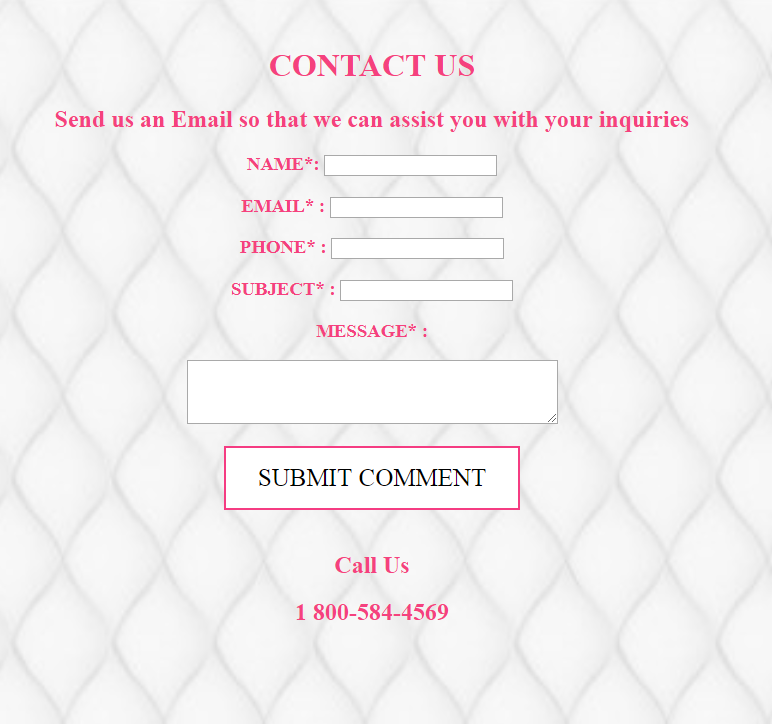 CONTACT US
Send us an Email so that we can assist you with your inquiries
NAME*:
EMAIL* :
PHONE* :
SUBJECT* :
MESSAGE* :
SUBMIT COMMENT
Call Us
1 800-584-4569